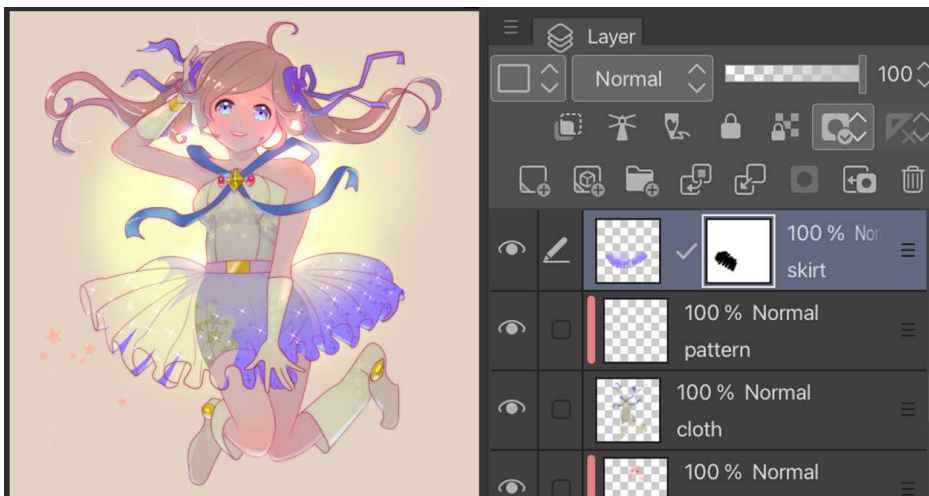 Layer
Normal
100
100 % Nor
skirt
100 % Normal
pattern
100 % Normal
cloth
100 % Normal